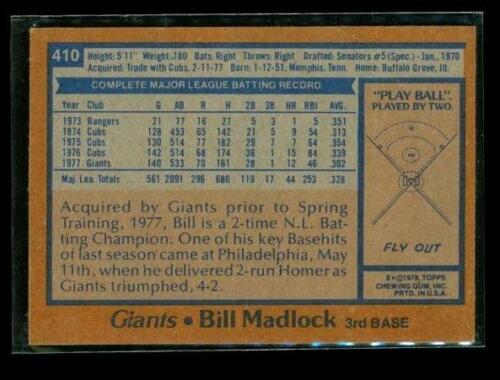 410 Height: 5'11" Weight: 180 Bats: Right Throws: Right Drafted: Senators #5 (Spec.) - Jan., 1970
Acquired: Trade with Cubs, 2-11-77 Born: 1-12-51, Memphis, Tenn. Home: Buffalo Grove, Ill.
COMPLETE MAJOR LEAGUE BATTING RECORD
Year Club G AB R H 2B 3B HR RBI AVG.
1973 Rangers 21 77 16 27 5 3 1 5 .351
1974 Cubs 128 453 65 142 21 5 9 54 .313
1975 Cubs 130 514 77 182 29 7 7 64 .354
1976 Cubs 142 514 68 174 36 1 15 84 .339
1977 Giants 140 533 70 161 28 1 12 46 .302
Maj. Lea. Totals ... 561 2091 296 686 119 17 44 253 .328
Acquired by Giants prior to Spring
Training, 1977, Bill is a 2-time N.L. Bat-
ting Champion. One of his key Basehits
of last season came at Philadelphia, May
11th, when he delivered 2-run Homer as
Giants triumphed, 4-2.
"PLAY BALL"
PLAYED BY TWO
FLY OUT
© 1978, TOPPS
CHEWING GUM, INC.
PRTD. IN U.S.A.
Giants • Bill Madlock 3rd BASE